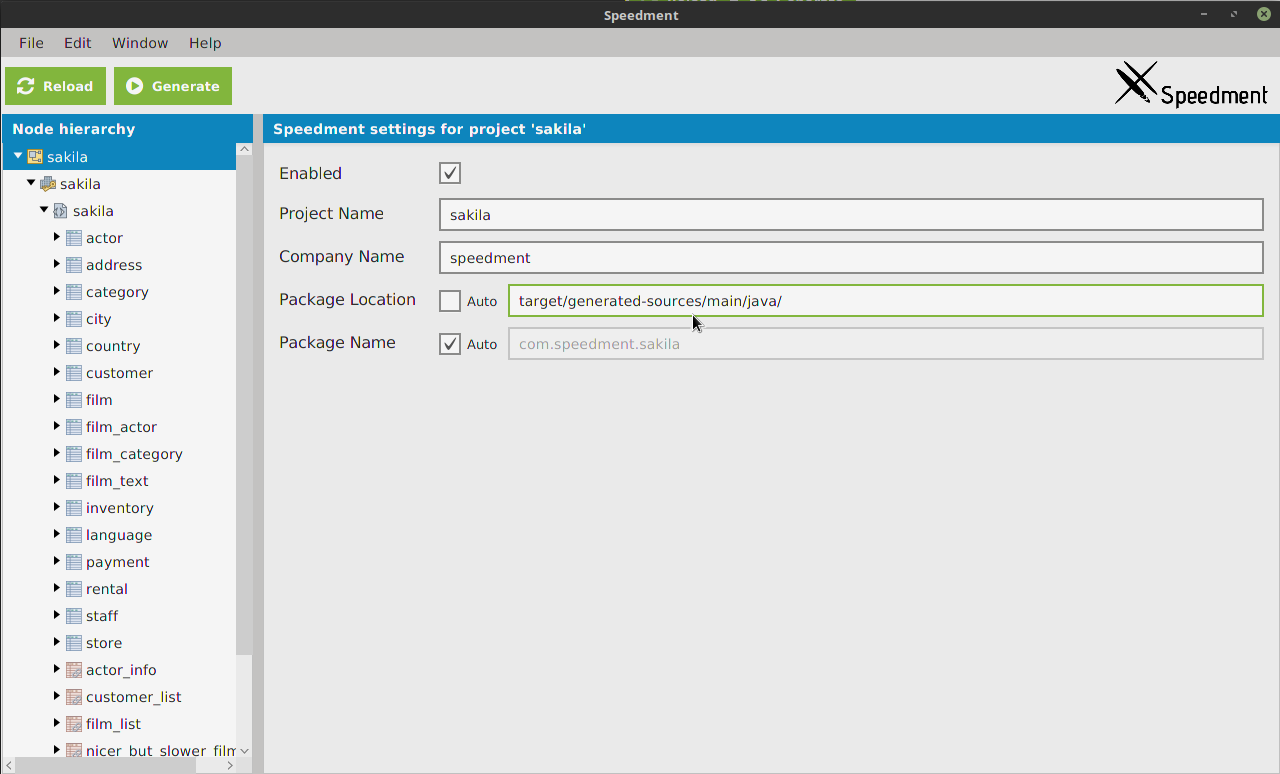 Speedment
File Edit Window Help
Reload Generate
Speedment
Node hierarchy
sakila
sakila
sakila
actor
address
category
city
country
customer
film
film_actor
film_category
film_text
inventory
language
payment
rental
staff
store
actor_info
customer_list
film_list
nicer_but_slower_film
Speedment settings for project 'sakila'
Enabled
Project Name sakila
Company Name speedment
Package Location Auto target/generated-sources/main/java/
Package Name Auto com.speedment.sakila